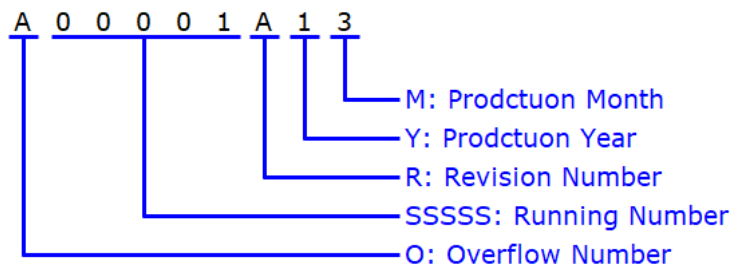 A 0 0 0 0 1 A 1 3
M: Prodctuon Month
Y: Prodctuon Year
R: Revision Number
SSSSS: Running Number
O: Overflow Number